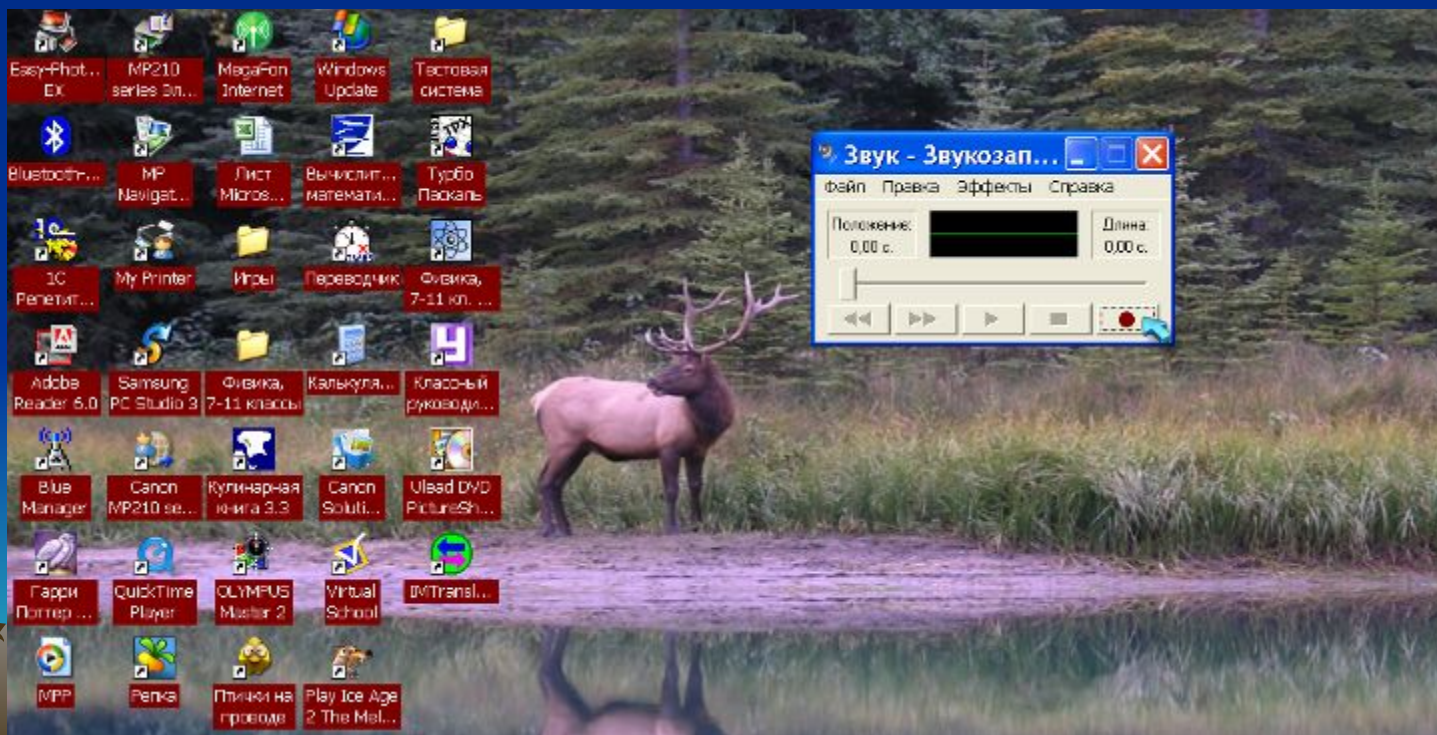 Easy-Phot...
EX
MP210
series Эл...
MegaFon
Internet
Windows
Update
Тестовая
система
Bluetooth-...
MP
Navigat...
Лист
Micros...
Вычислит...
математи...
Турбо
Паскаль
1С
Репетит...
My Printer
Игры
Переводчик
Физика,
7-11 кл. ...
Adobe
Reader 6.0
Samsung
PC Studio 3
Физика,
7-11 классы
Калькуля...
Классный
руководи...
Blue
Manager
Canon
MP210 se...
Кулинарная
книга 3.3
Canon
Soluti...
Ulead DVD
PictureSh...
Гарри
Поттер ...
QuickTime
Player
OLYMPUS
Master 2
Virtual
School
IMTransl...
MPP
Репка
Птички на
проводе
Play Ice Age
2 The Mel...
Звук - Звукозап...
Файл Правка Эффекты Справка
Положение:
0,00 с.
Длина:
0,00 с.